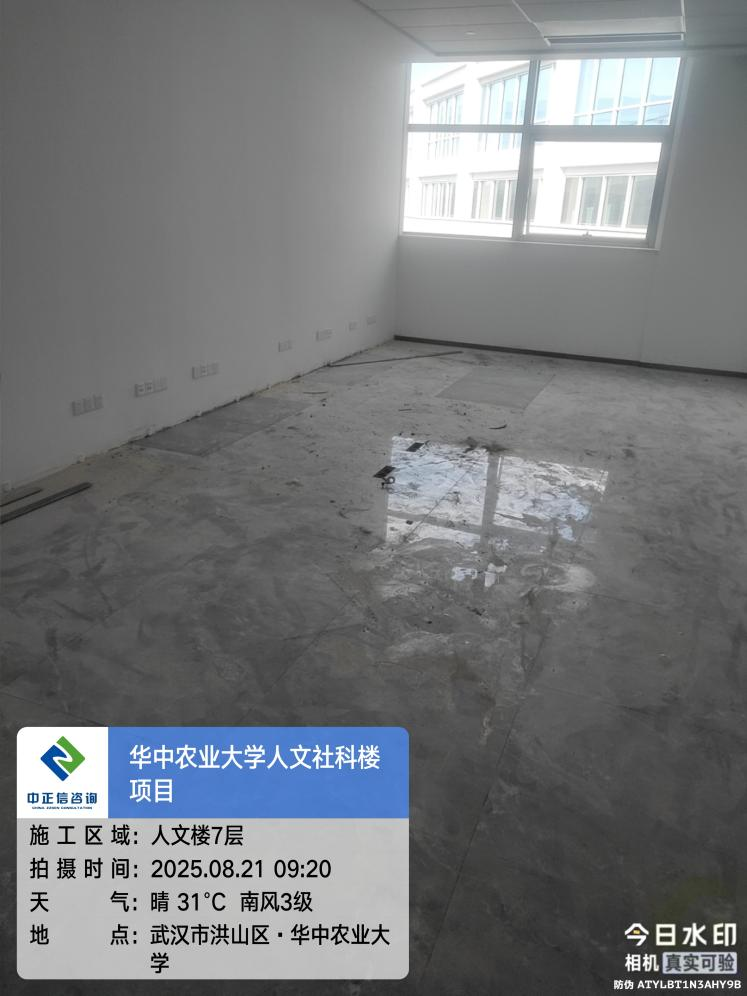 华中农业大学人文社科楼
项目
中正信咨询
CHINA ZZXIN CONSULTATION
施工区域：人文楼7层
拍摄时间：2025.08.21 09:20
天气：晴 31℃ 南风3级
地点：武汉市洪山区·华中农业大
学
今日水印
相机真实可验
防伪 ATYLBT1N3AHY9B